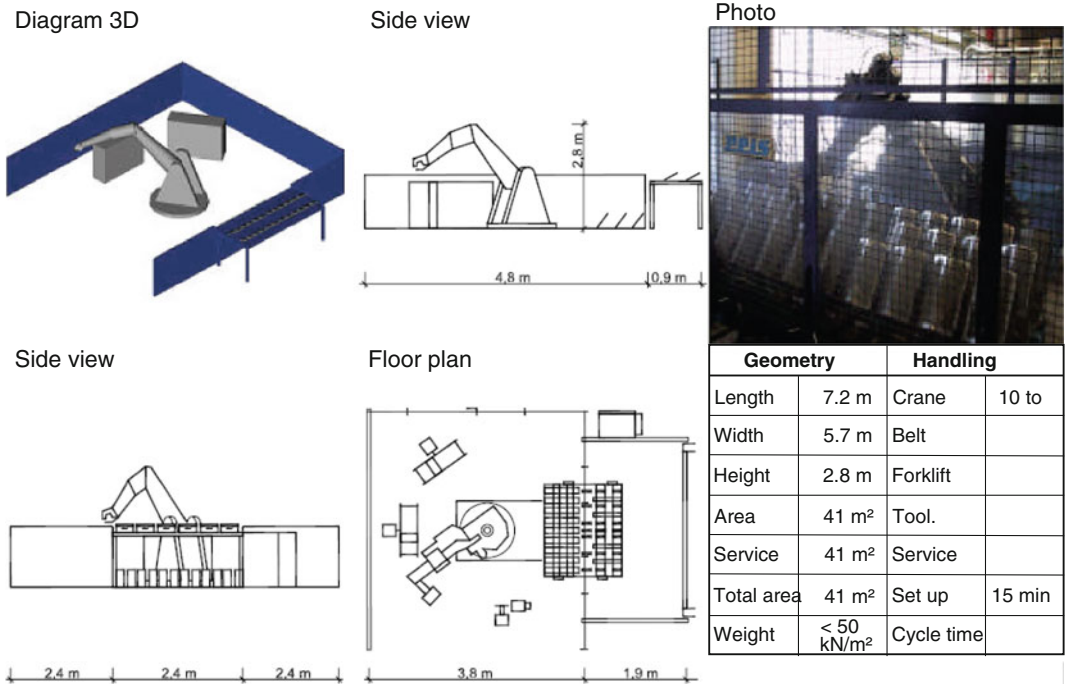 Diagram 3D
Side view
2,8 m
4,8 m
0,9 m
Photo
Side view
2,4 m
2,4 m
2,4 m
Floor plan
3,8 m
1,9 m
Geometry Handling
Length 7.2 m Crane 10 to
Width 5.7 m Belt
Height 2.8 m Forklift
Area 41 m² Tool.
Service 41 m² Service
Total area 41 m² Set up 15 min
Weight < 50 kN/m² Cycle time